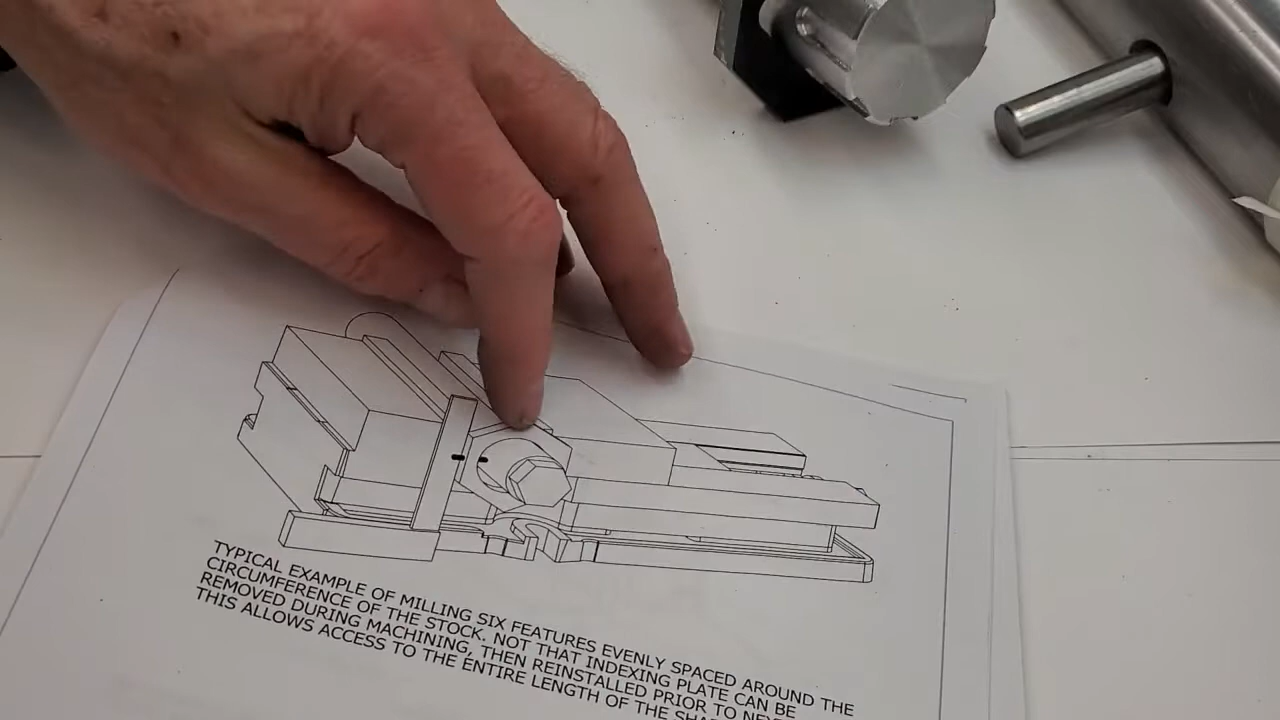 TYPICAL EXAMPLE OF MILLING SIX FEATURES EVENLY SPACED AROUND THE
CIRCUMFERENCE OF THE STOCK. NOT THAT INDEXING PLATE CAN BE
REMOVED DURING MACHINING, THEN REINSTALLED PRIOR TO
THIS ALLOWS ACCESS TO THE ENTIRE LENGTH OF THE